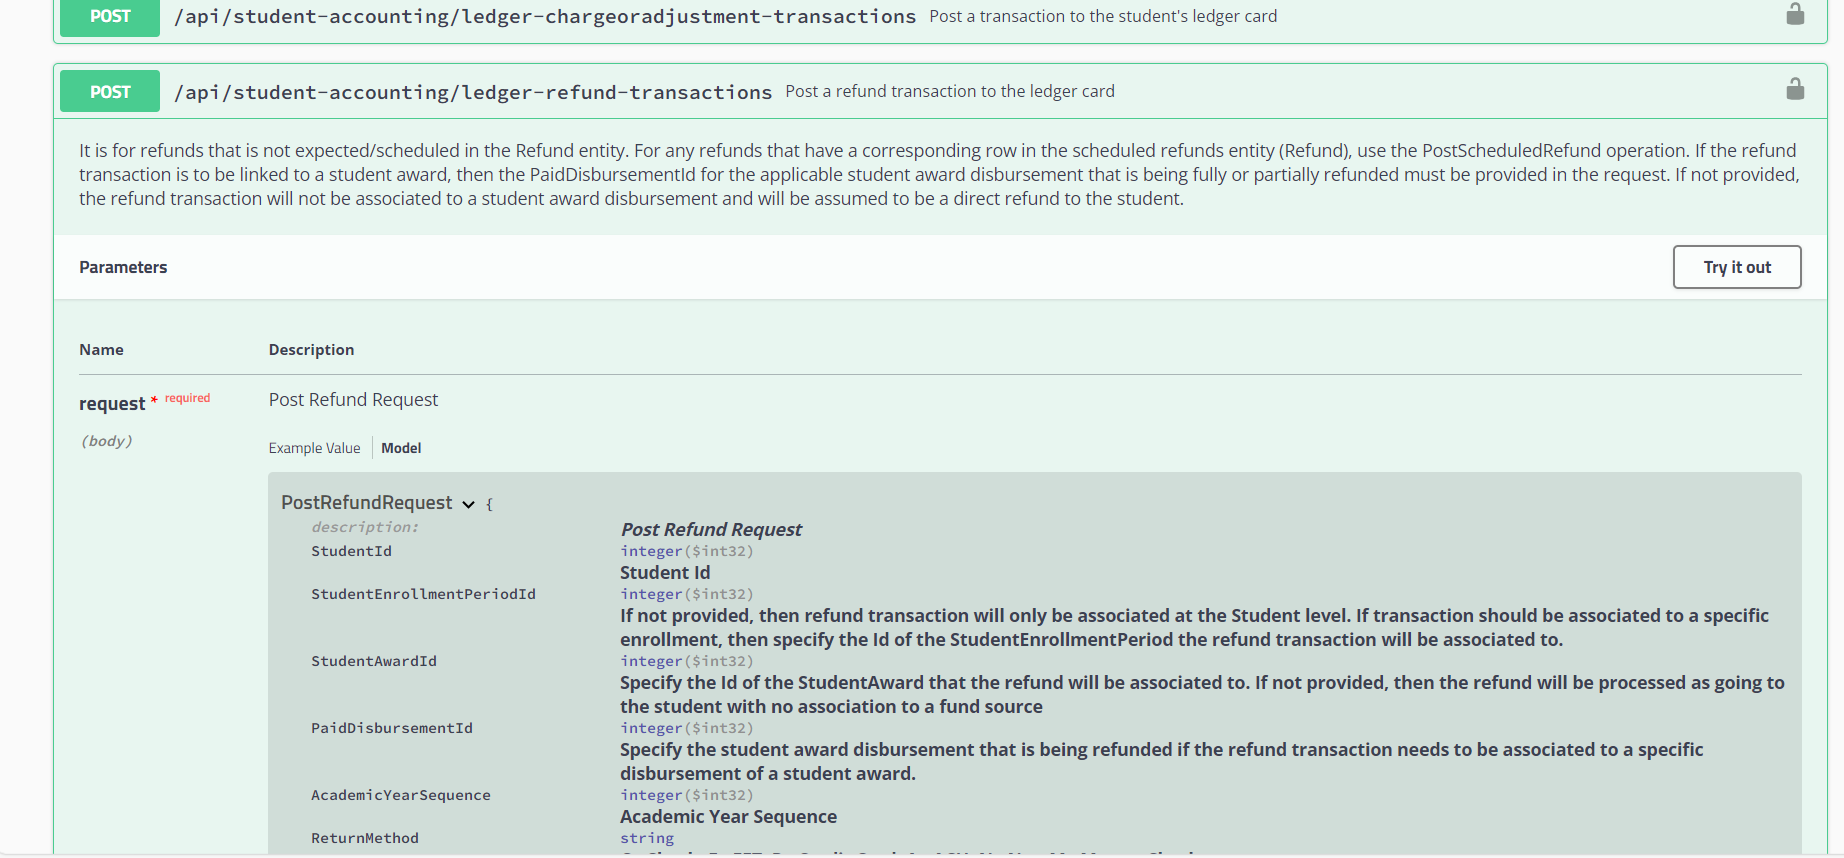 POST /api/student-accounting/ledger-chargeoradjustment-transactions Post a transaction to the student's ledger card
POST /api/student-accounting/ledger-refund-transactions Post a refund transaction to the ledger card
It is for refunds that is not expected/scheduled in the Refund entity. For any refunds that have a corresponding row in the scheduled refunds entity (Refund), use the PostScheduledRefund operation. If the refund
transaction is to be linked to a student award, then the PaidDisbursementId for the applicable student award disbursement that is being fully or partially refunded must be provided in the request. If not provided,
the refund transaction will not be associated to a student award disbursement and will be assumed to be a direct refund to the student.
Parameters Try it out
Name Description
request * required Post Refund Request
(body)
Example Value Model
PostRefundRequest {
description: Post Refund Request
StudentId integer($int32)
Student Id
StudentEnrollmentPeriodId integer($int32)
If not provided, then refund transaction will only be associated at the Student level. If transaction should be associated to a specific
enrollment, then specify the Id of the StudentEnrollmentPeriod the refund transaction will be associated to.
StudentAwardId integer($int32)
Specify the Id of the StudentAward that the refund will be associated to. If not provided, then the refund will be processed as going to
the student with no association to a fund source
PaidDisbursementId integer($int32)
Specify the student award disbursement that is being refunded if the refund transaction needs to be associated to a specific
disbursement of a student award.
AcademicYearSequence integer($int32)
Academic Year Sequence
ReturnMethod string